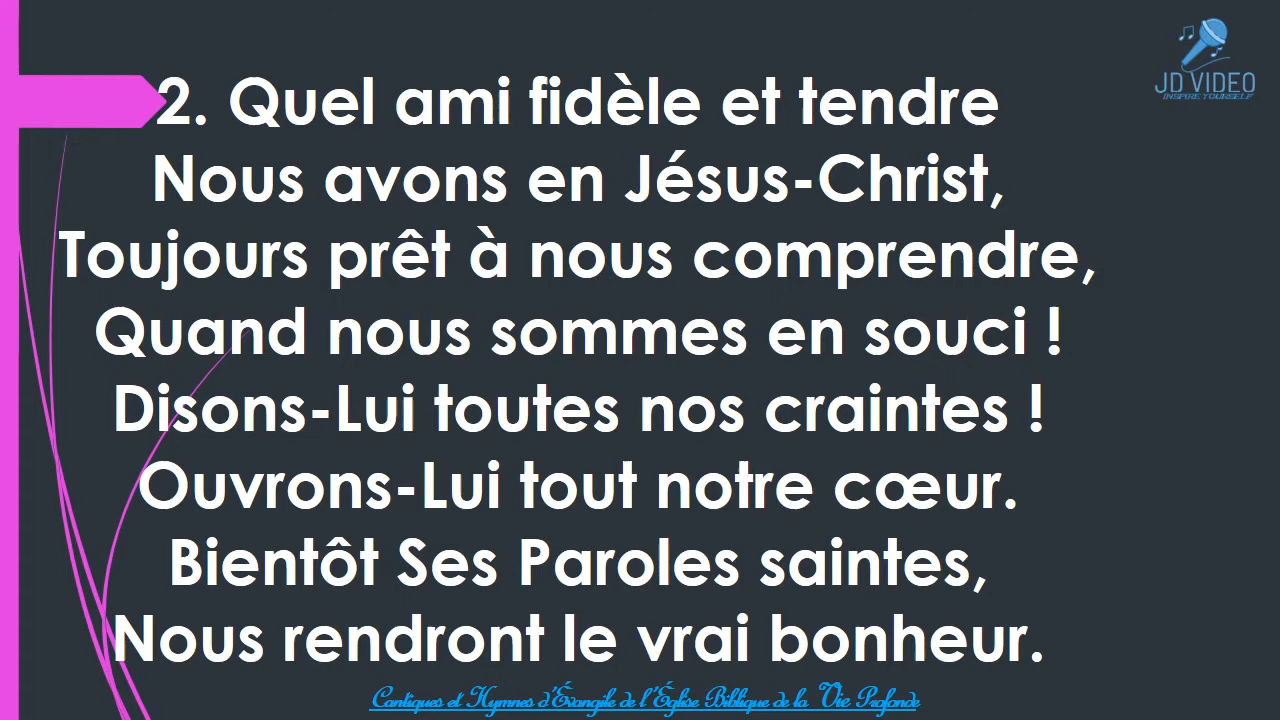 JD VIDEO
INSPIRE YOURSELF
2. Quel ami fidèle et tendre
Nous avons en Jésus-Christ,
Toujours prêt à nous comprendre,
Quand nous sommes en souci !
Disons-Lui toutes nos craintes !
Ouvrons-Lui tout notre cœur.
Bientôt Ses Paroles saintes,
Nous rendront le vrai bonheur.
Cantiques et Hymnes d'Évangile de l'Église Biblique de la Vie Profonde